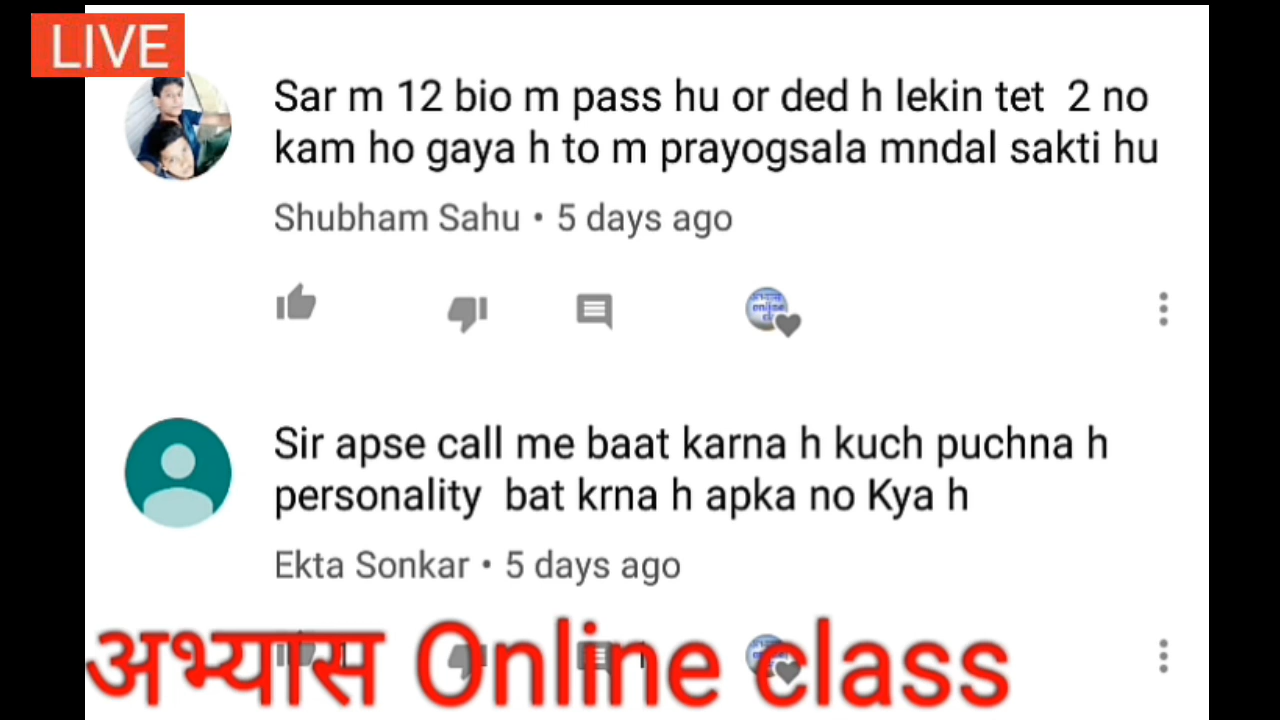 LIVE
Sar m 12 bio m pass hu or ded h lekin tet 2 no
kam ho gaya h to m prayogsala mndal sakti hu
Shubham Sahu • 5 days ago
Sir apse call me baat karna h kuch puchna h
personality bat krna h apka no Kya h
Ekta Sonkar • 5 days ago
अभ्यास Online class